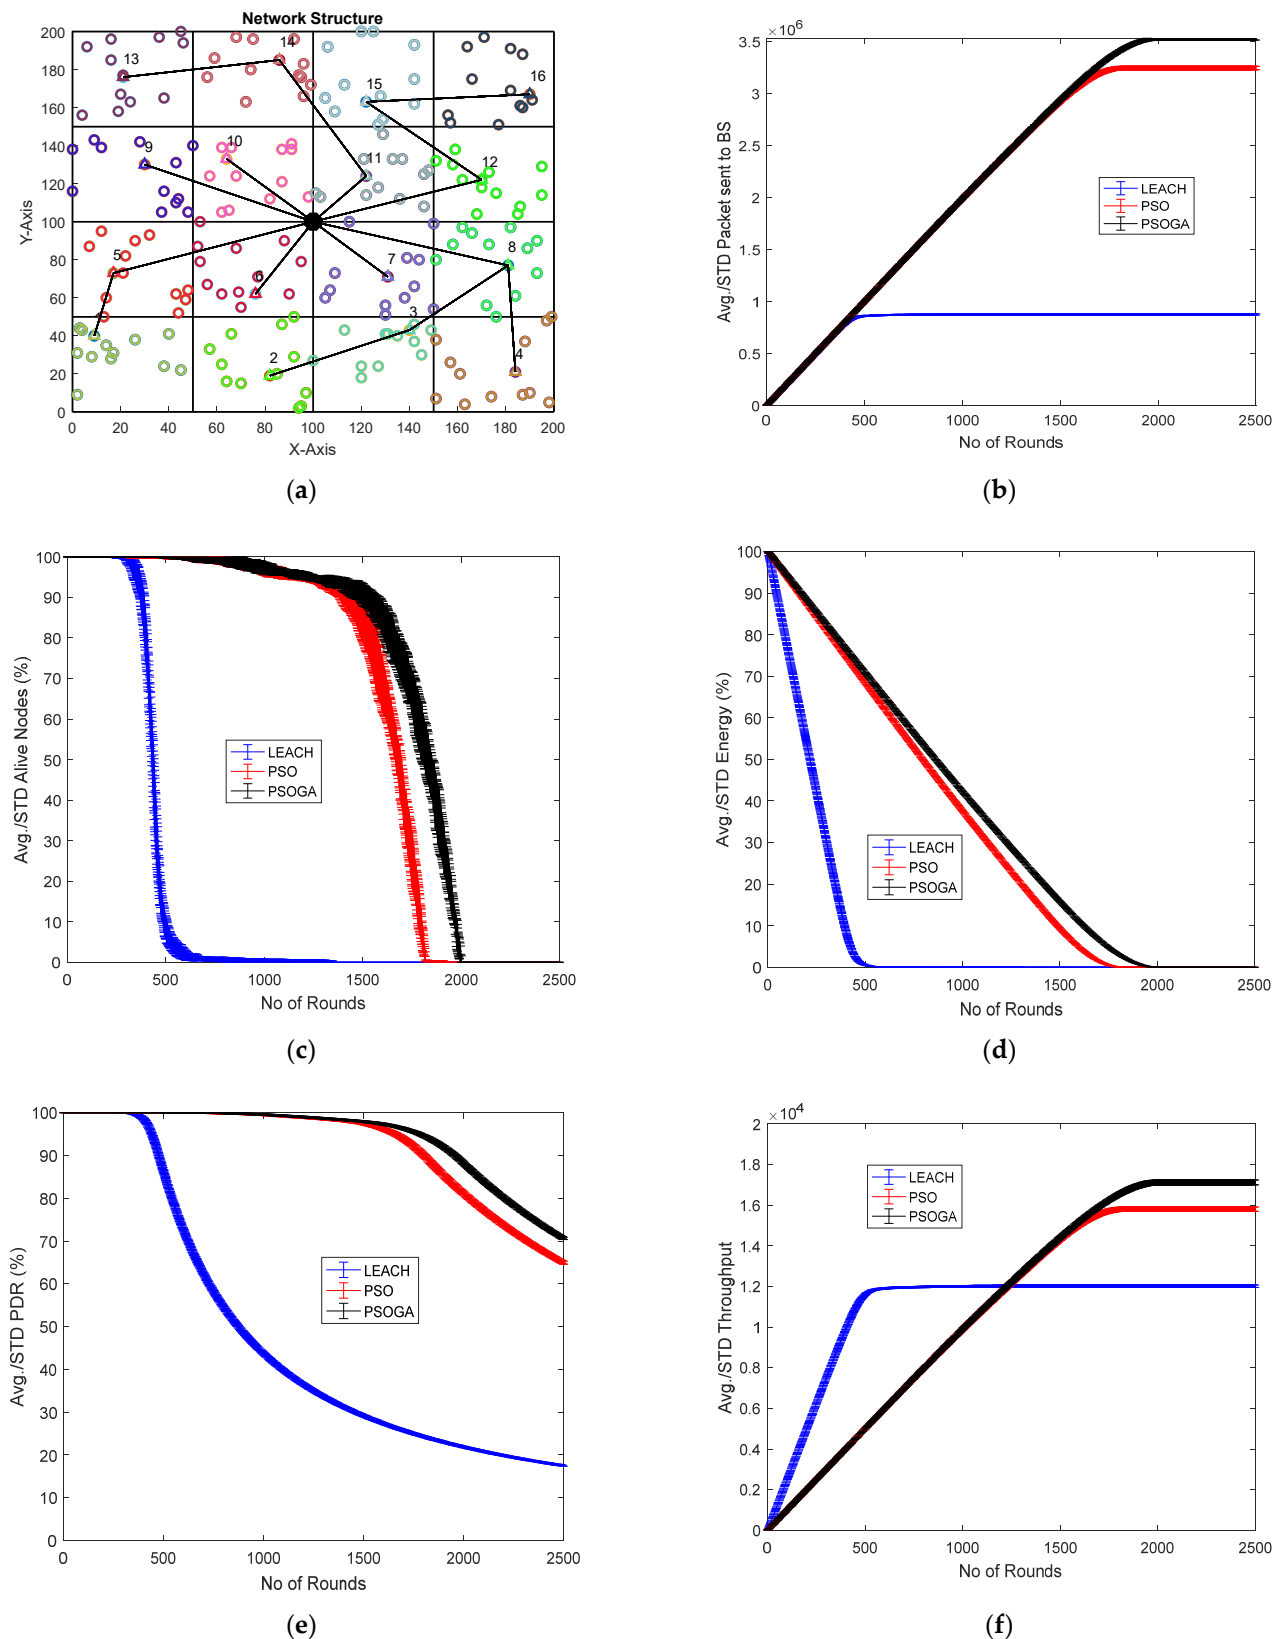 Network Structure
200
180
160
140
120
100
80
60
40
20
0
Y-Axis
13
14
15
16
9
10
11
12
5
6
7
8
1
2
3
4
0 20 40 60 80 100 120 140 160 180 200
X-Axis
(a)
×10⁶
3.5
3
2.5
2
1.5
1
0.5
0
Avg./STD Packet sent to BS
LEACH
PSO
PSOGA
0 500 1000 1500 2000 2500
No of Rounds
(b)
100
90
80
70
60
50
40
30
20
10
0
Avg./STD Alive Nodes (%)
LEACH
PSO
PSOGA
0 500 1000 1500 2000 2500
No of Rounds
(c)
100
90
80
70
60
50
40
30
20
10
0
Avg./STD Energy (%)
LEACH
PSO
PSOGA
0 500 1000 1500 2000 2500
No of Rounds
(d)
100
90
80
70
60
50
40
30
20
10
0
Avg./STD PDR (%)
LEACH
PSO
PSOGA
0 500 1000 1500 2000 2500
No of Rounds
(e)
×10⁴
2
1.8
1.6
1.4
1.2
1
0.8
0.6
0.4
0.2
0
Avg./STD Throughput
LEACH
PSO
PSOGA
0 500 1000 1500 2000 2500
No of Rounds
(f)